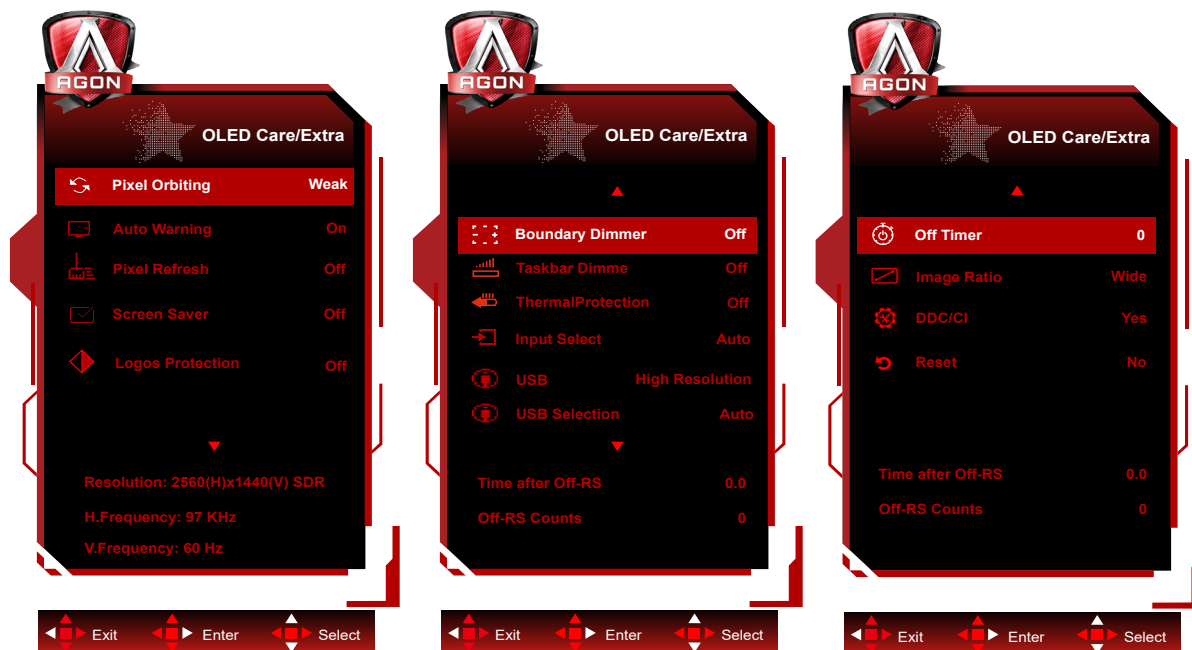 AGON
OLED Care/Extra
Pixel Orbiting Weak
Auto Warning On
Pixel Refresh Off
Screen Saver Off
Logos Protection Off
Resolution: 2560(H)x1440(V) SDR
H.Frequency: 97 KHz
V.Frequency: 60 Hz
Exit Enter Select
AGON
OLED Care/Extra
Boundary Dimmer Off
Taskbar Dimme Off
ThermalProtection Off
Input Select Auto
USB High Resolution
USB Selection Auto
Time after Off-RS 0.0
Off-RS Counts 0
Exit Enter Select
AGON
OLED Care/Extra
Off Timer 0
Image Ratio Wide
DDC/CI Yes
Reset No
Time after Off-RS 0.0
Off-RS Counts 0
Exit Enter Select